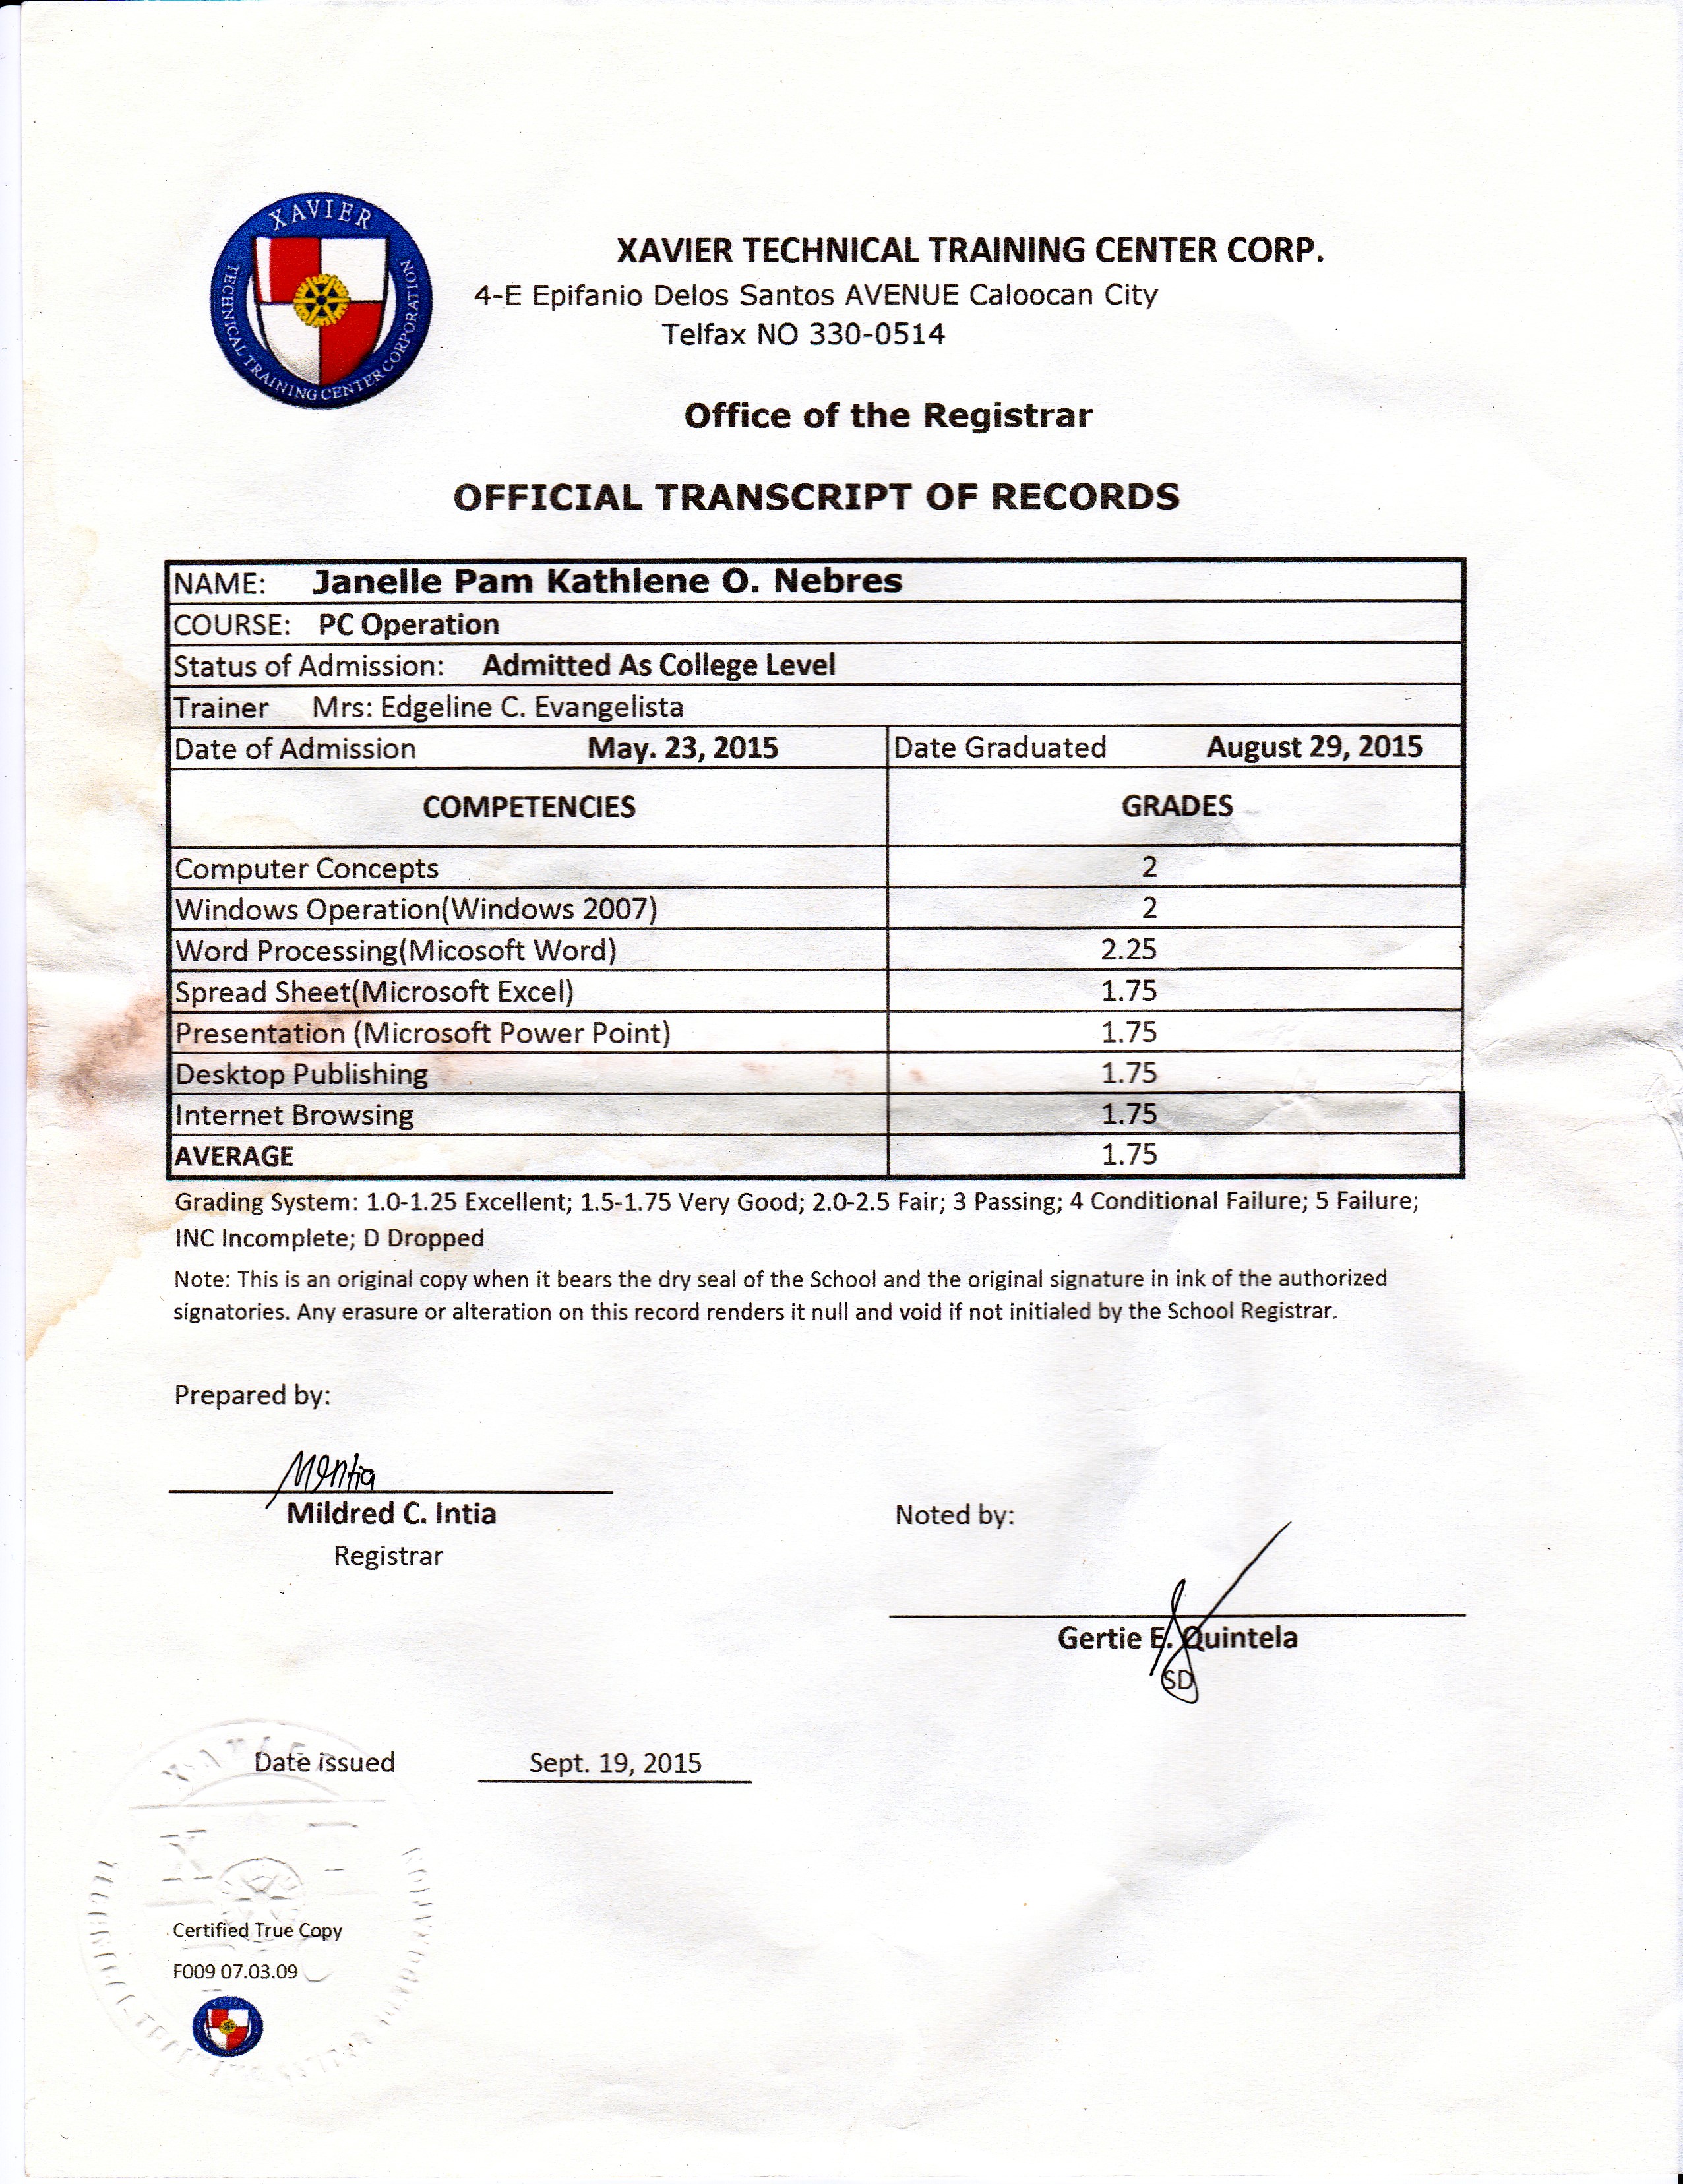 XAVIER
TECHNICAL TRAINING CENTER CORPORATION
XAVIER TECHNICAL TRAINING CENTER CORP.
4-E Epifanio Delos Santos AVENUE Caloocan City
Telfax NO 330-0514
Office of the Registrar
OFFICIAL TRANSCRIPT OF RECORDS
NAME: Janelle Pam Kathlene O. Nebres
COURSE: PC Operation
Status of Admission: Admitted As College Level
Trainer Mrs: Edgeline C. Evangelista
Date of Admission May. 23, 2015 Date Graduated August 29, 2015
COMPETENCIES GRADES
Computer Concepts 2
Windows Operation(Windows 2007) 2
Word Processing(Micosoft Word) 2.25
Spread Sheet(Microsoft Excel) 1.75
Presentation (Microsoft Power Point) 1.75
Desktop Publishing 1.75
Internet Browsing 1.75
AVERAGE 1.75
Grading System: 1.0-1.25 Excellent; 1.5-1.75 Very Good; 2.0-2.5 Fair; 3 Passing; 4 Conditional Failure; 5 Failure;
INC Incomplete; D Dropped
Note: This is an original copy when it bears the dry seal of the School and the original signature in ink of the authorized
signatories. Any erasure or alteration on this record renders it null and void if not initialed by the School Registrar.
Prepared by:
Mildred C. Intia
Registrar
Noted by:
Gertie E. Quintela
SD
Date issued Sept. 19, 2015
XAVIER
Certified True Copy
F009 07.03.09